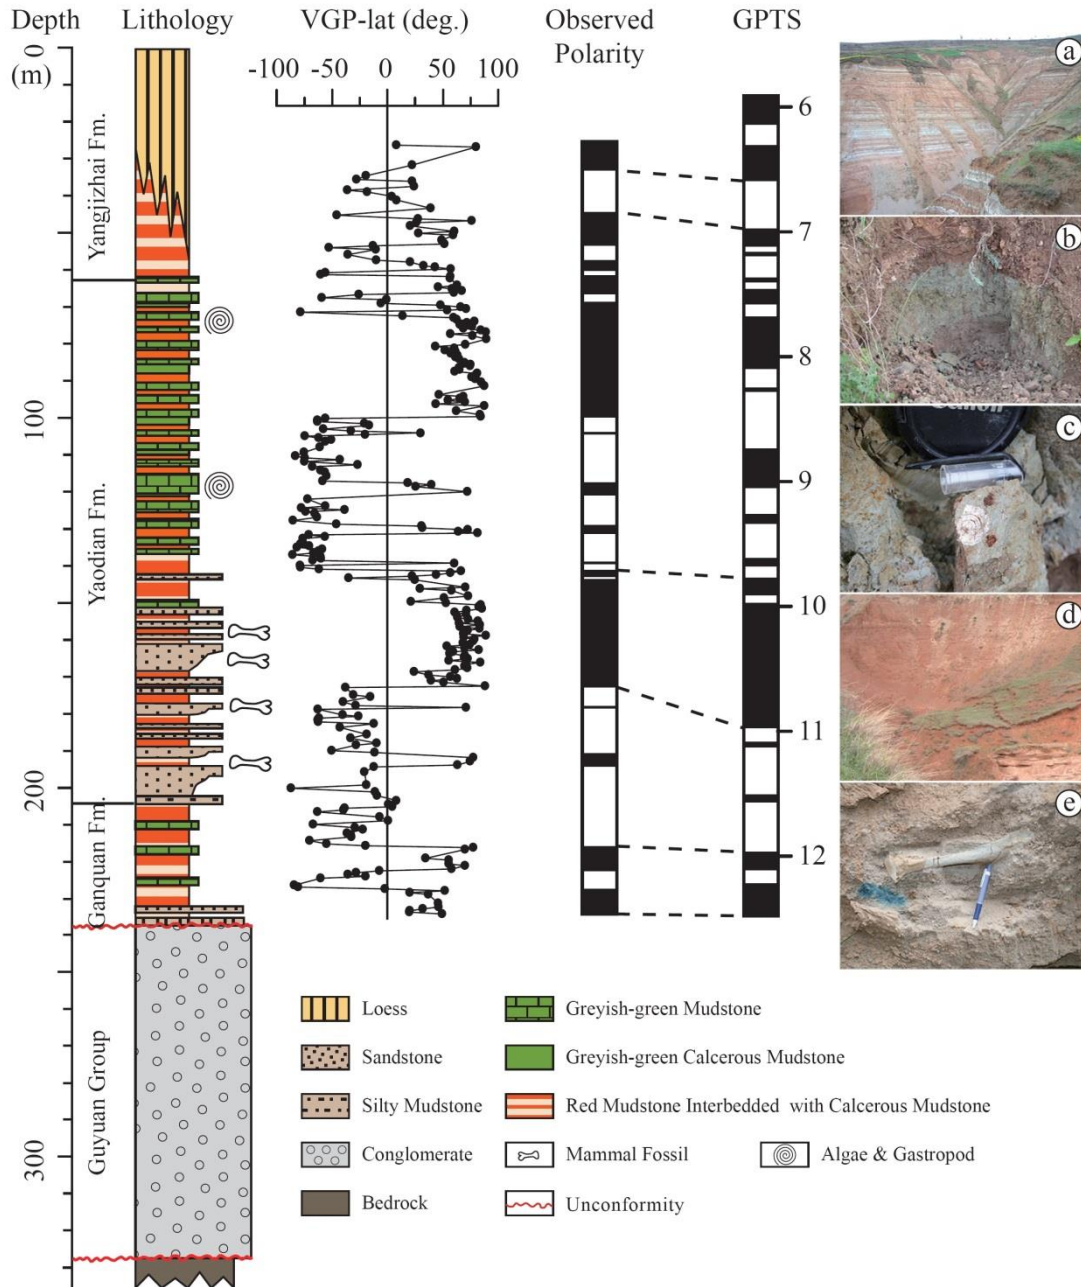 Depth
(m)
Lithology
VGP-lat (deg.)
Observed
Polarity
GPTS
-100
-50
0
50
100
0
100
200
300
Yangjizhai Fm.
Yaodian Fm.
Ganquan Fm.
Guyuan Group
6
7
8
9
10
11
12
a
b
c
d
e
Loess
Sandstone
Silty Mudstone
Conglomerate
Bedrock
Greyish-green Mudstone
Greyish-green Calcerous Mudstone
Red Mudstone Interbedded with Calcerous Mudstone
Mammal Fossil
Unconformity
Algae & Gastropod